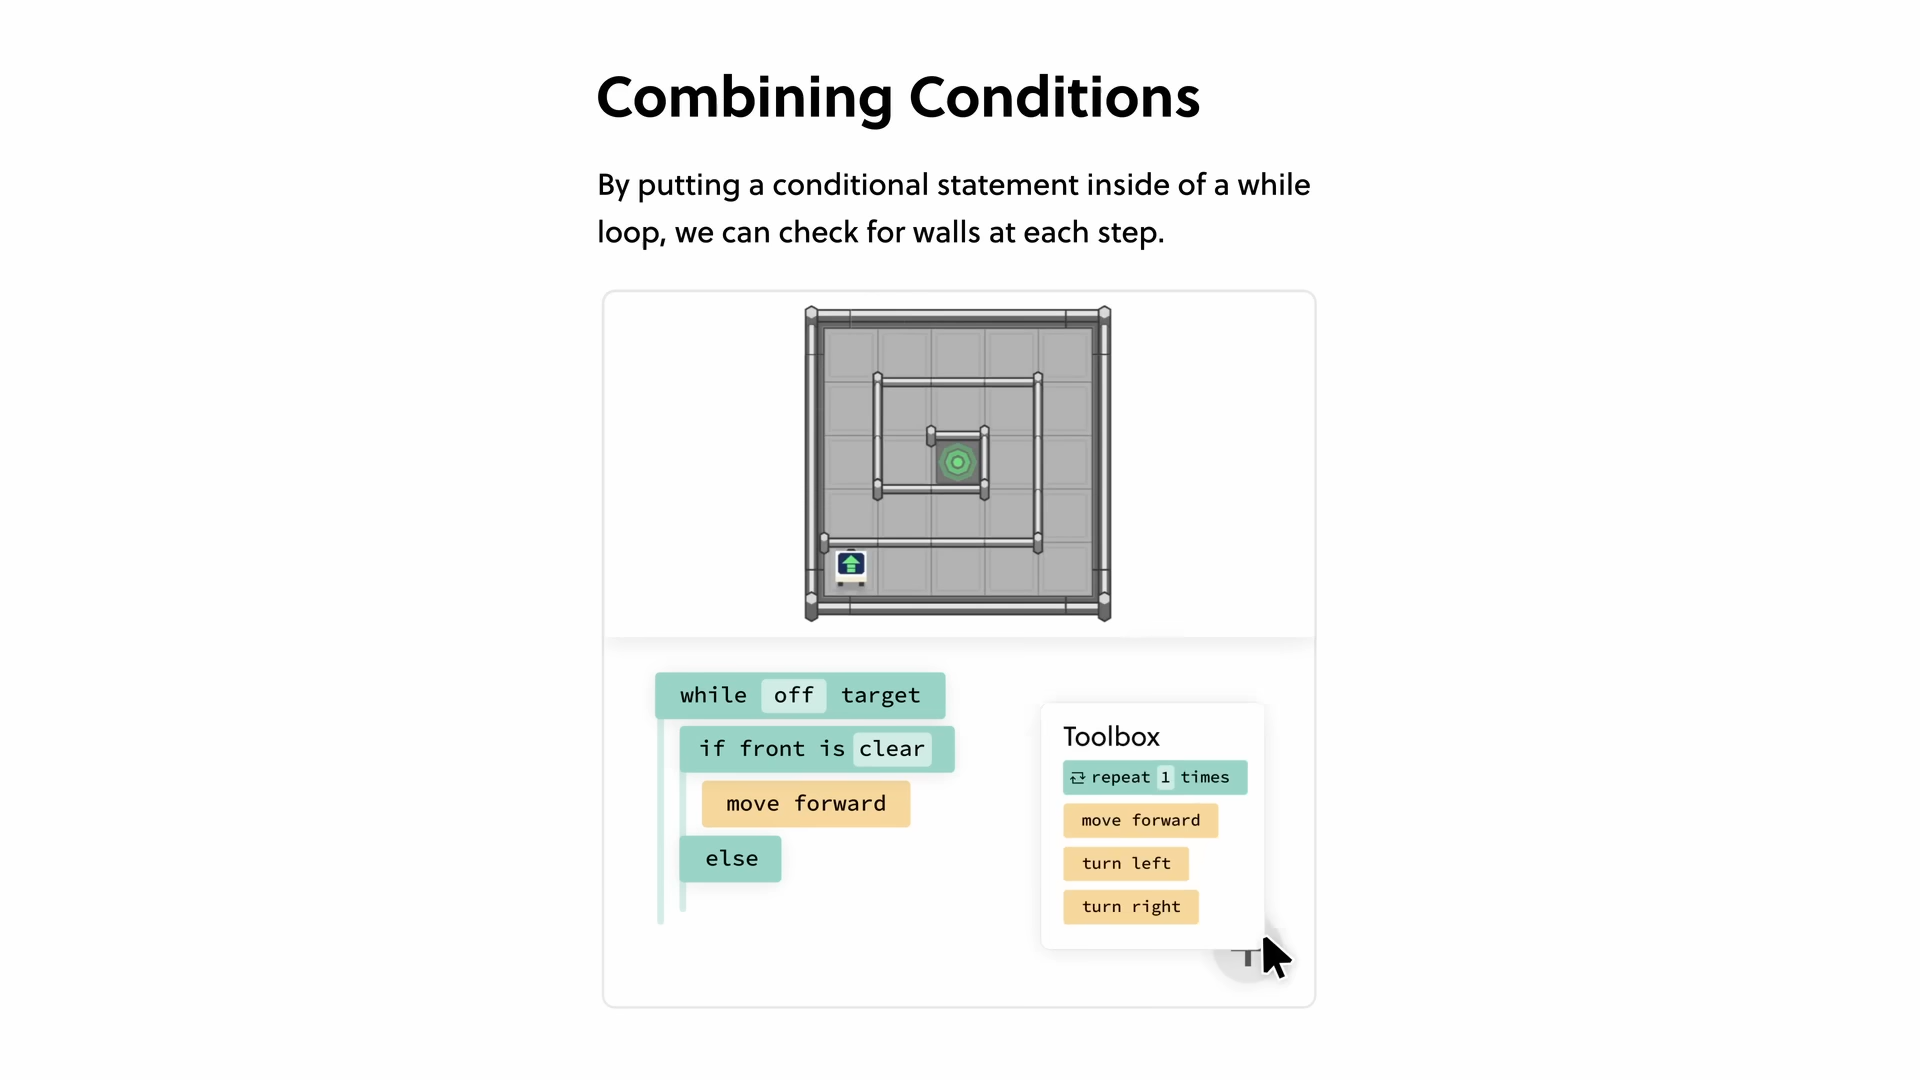 Combining Conditions
By putting a conditional statement inside of a while
loop, we can check for walls at each step.
while off target
if front is clear
move forward
else
Toolbox
repeat 1 times
move forward
turn left
turn right